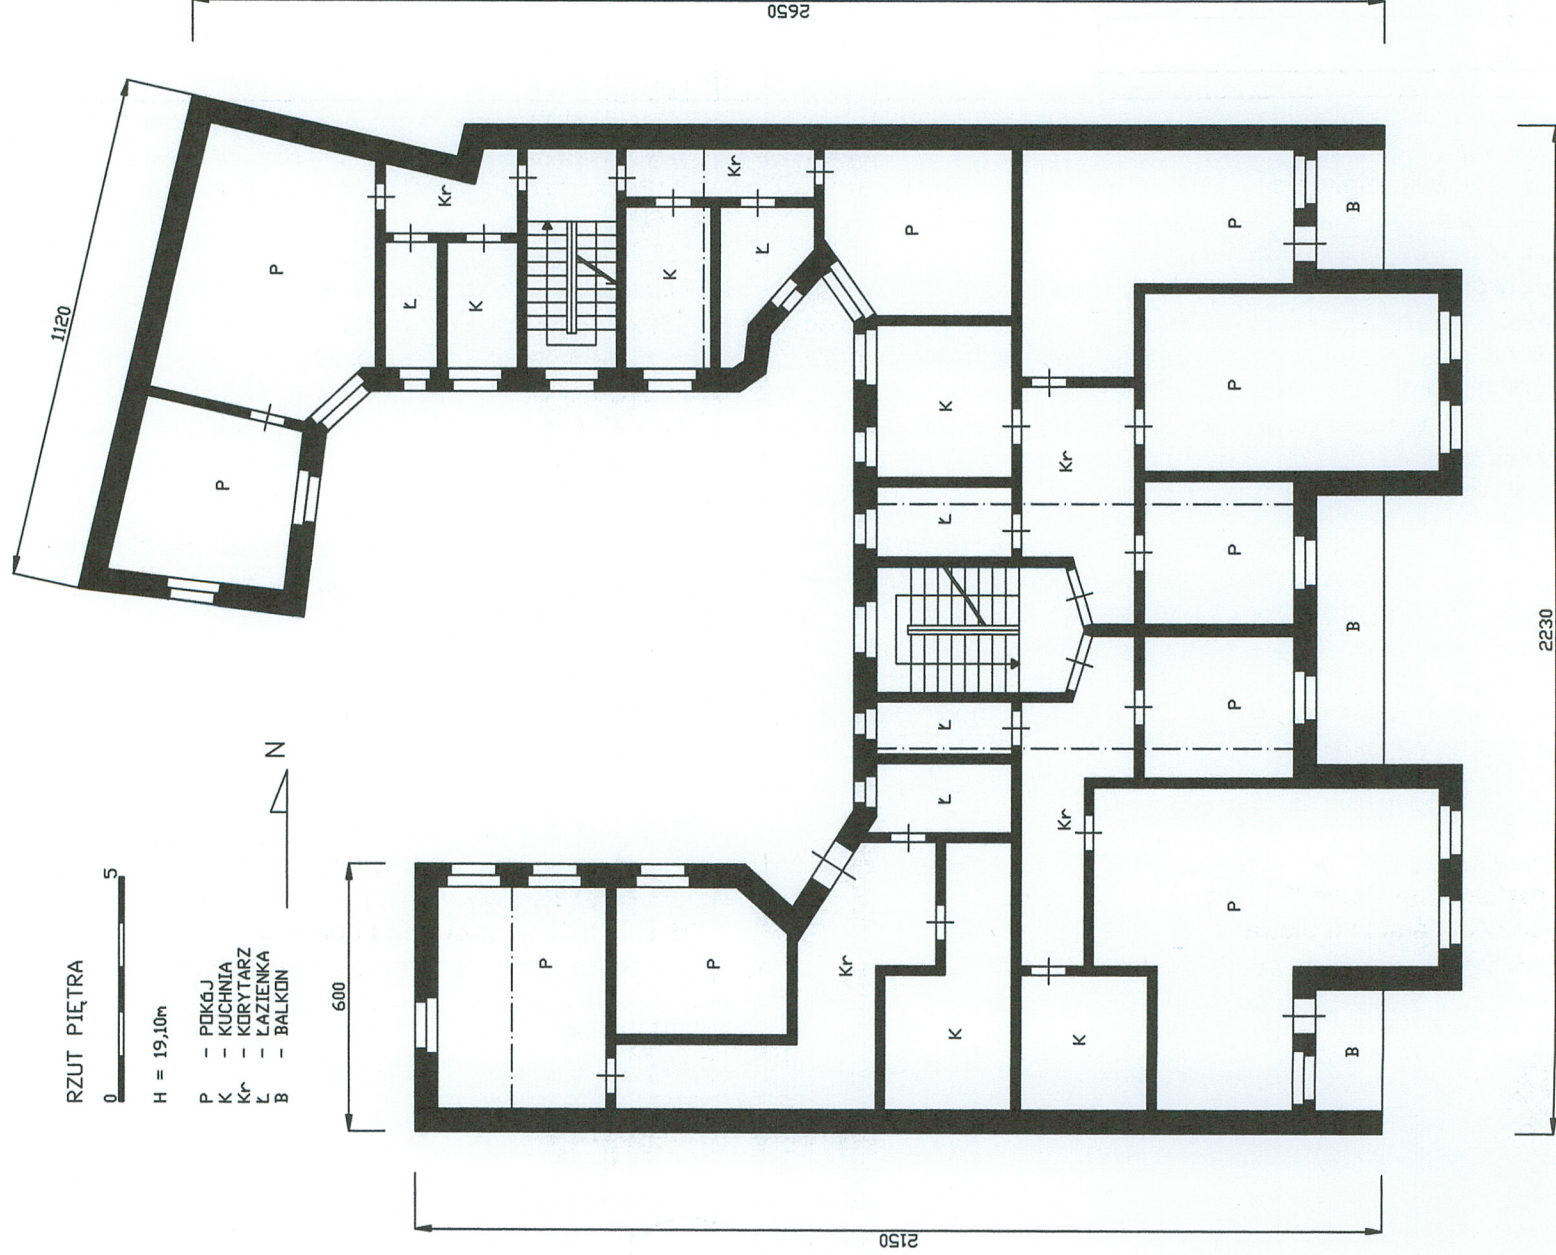 RZUT PIĘTRA
0 5
H = 19,10m
P - POKÓJ
K - KUCHNIA
Kr - KORYTARZ
Ł - ŁAZIENKA
B - BALKON
N
1120
2650
600
2150
2230
P
P
Ł
K
Kr
K
Ł
Kr
P
P
B
K
P
Kr
Ł
P
B
P
Ł
Ł
Kr
P
P
P
Kr
K
K
B